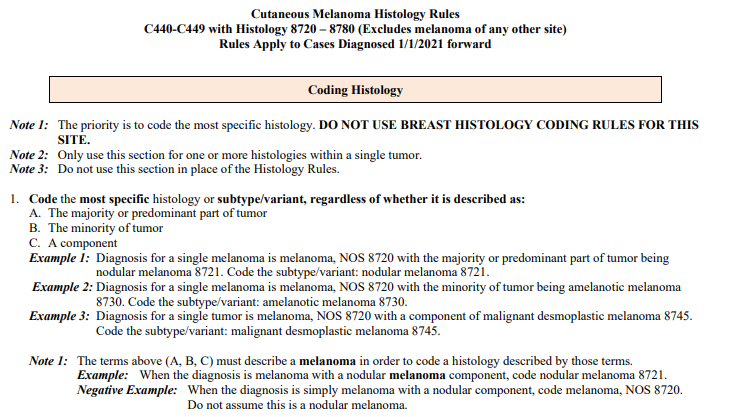 Cutaneous Melanoma Histology Rules
C440-C449 with Histology 8720 – 8780 (Excludes melanoma of any other site)
Rules Apply to Cases Diagnosed 1/1/2021 forward
Coding Histology
Note 1: The priority is to code the most specific histology. DO NOT USE BREAST HISTOLOGY CODING RULES FOR THIS
SITE.
Note 2: Only use this section for one or more histologies within a single tumor.
Note 3: Do not use this section in place of the Histology Rules.
1. Code the most specific histology or subtype/variant, regardless of whether it is described as:
A. The majority or predominant part of tumor
B. The minority of tumor
C. A component
Example 1: Diagnosis for a single melanoma is melanoma, NOS 8720 with the majority or predominant part of tumor being
nodular melanoma 8721. Code the subtype/variant: nodular melanoma 8721.
Example 2: Diagnosis for a single melanoma is melanoma, NOS 8720 with the minority of tumor being amelanotic melanoma
8730. Code the subtype/variant: amelanotic melanoma 8730.
Example 3: Diagnosis for a single tumor is melanoma, NOS 8720 with a component of malignant desmoplastic melanoma 8745.
Code the subtype/variant: malignant desmoplastic melanoma 8745.
Note 1: The terms above (A, B, C) must describe a melanoma in order to code a histology described by those terms.
Example: When the diagnosis is melanoma with a nodular melanoma component, code nodular melanoma 8721.
Negative Example: When the diagnosis is simply melanoma with a nodular component, code melanoma, NOS 8720.
Do not assume this is a nodular melanoma.